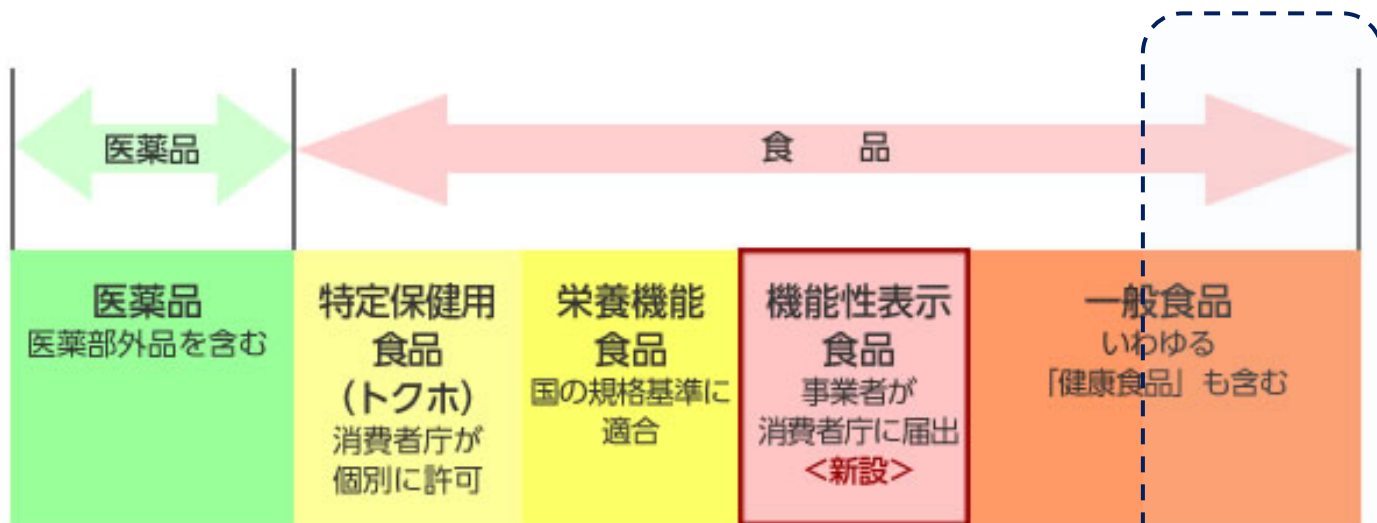 医薬品
食　品
医薬品
医薬部外品を含む
特定保健用
食品
（トクホ）
消費者庁が
個別に許可
栄養機能
食品
国の規格基準に
適合
機能性表示
食品
事業者が
消費者庁に届出
＜新設＞
一般食品
いわゆる
「健康食品」も含む